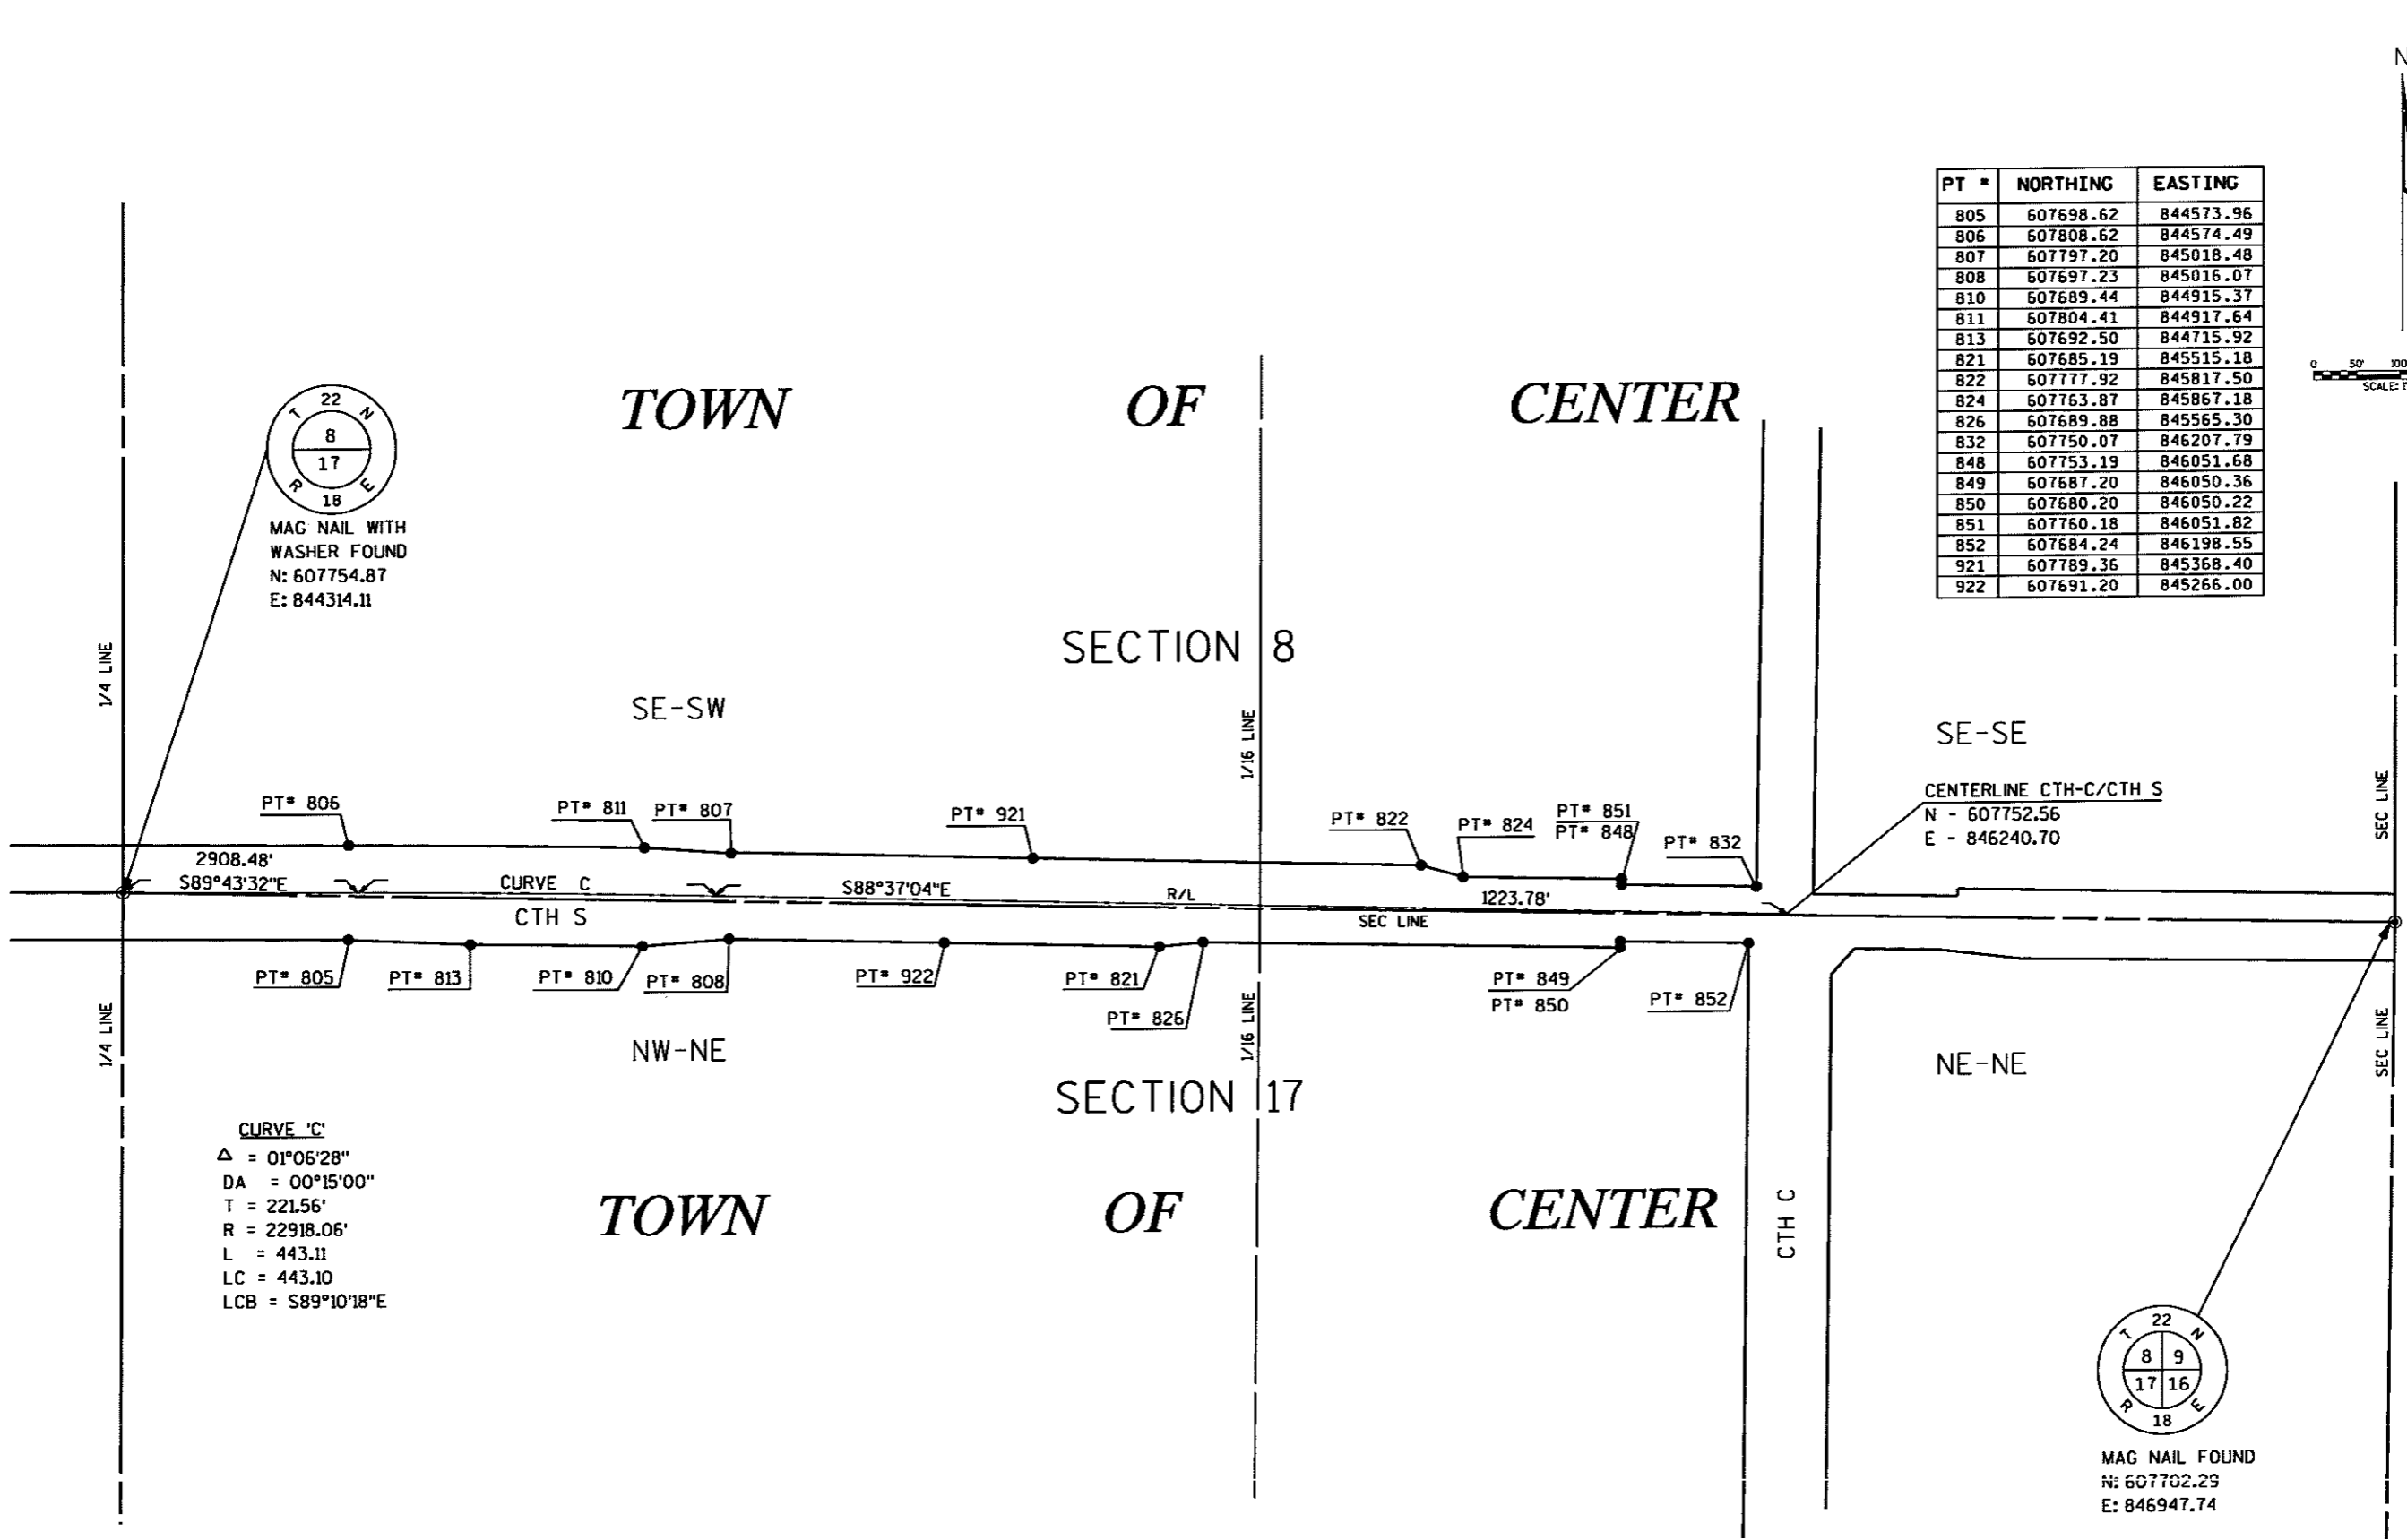 N
PT # NORTHING EASTING
805 607698.62 844573.96
806 607808.62 844574.49
807 607797.20 845018.48
808 607697.23 845016.07
810 607689.44 844915.37
811 607804.41 844917.64
813 607692.50 844715.92
821 607685.19 845515.18
822 607777.92 845817.50
824 607763.87 845867.18
826 607689.88 845565.30
832 607750.07 846207.79
848 607753.19 846051.68
849 607687.20 846050.36
850 607680.20 846050.22
851 607760.18 846051.82
852 607684.24 846198.55
921 607789.36 845368.40
922 607691.20 845266.00
0 50' 100
SCALE: 1"
TOWN OF CENTER
T 22 N
8
17
R 18 E
MAG NAIL WITH
WASHER FOUND
N: 607754.87
E: 844314.11
SECTION 8
1/4 LINE
SE-SW
1/16 LINE
SE-SE
SEC LINE
CENTERLINE CTH-C/CTH S
N - 607752.56
E - 846240.70
PT# 806
PT# 811
PT# 807
PT# 921
PT# 822
PT# 824
PT# 851
PT# 848
PT# 832
2908.48'
S89°43'32"E
CURVE C
S88°37'04"E
R/L
1223.78'
CTH S
SEC LINE
PT# 805
PT# 813
PT# 810
PT# 808
PT# 922
PT# 821
PT# 826
PT# 849
PT# 850
PT# 852
1/4 LINE
NW-NE
1/16 LINE
NE-NE
SEC LINE
SECTION 17
CURVE 'C'
Δ = 01°06'28"
DA = 00°15'00"
T = 221.56'
R = 22918.06'
L = 443.11
LC = 443.10
LCB = S89°10'18"E
TOWN OF CENTER
CTH C
T 22 N
8 9
17 16
R 18 E
MAG NAIL FOUND
N: 607702.29
E: 846947.74